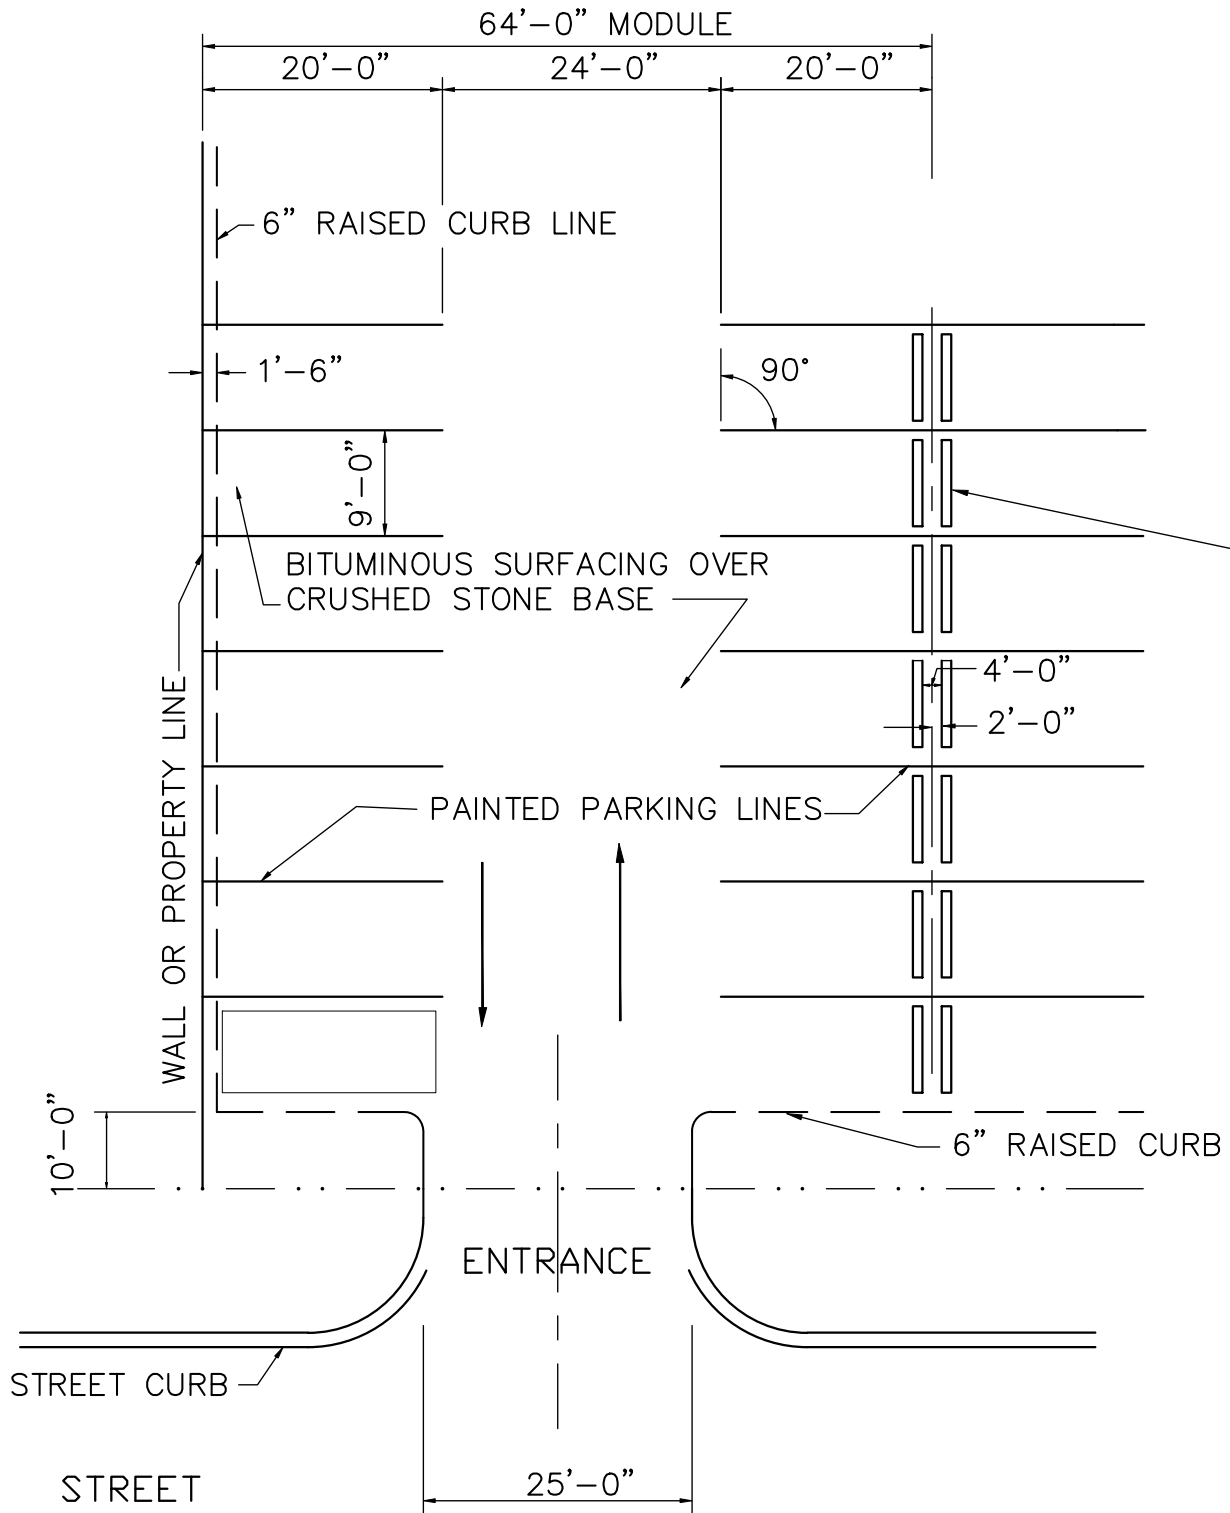 64’–0” MODULE
20’–0” 24’–0” 20’–0”
6” RAISED CURB LINE
1’–6”
90°
9’–0”
BITUMINOUS SURFACING OVER
CRUSHED STONE BASE
4’–0”
2’–0”
WALL OR PROPERTY LINE
PAINTED PARKING LINES
10’–0”
6” RAISED CURB
ENTRANCE
STREET CURB
STREET
25’–0”